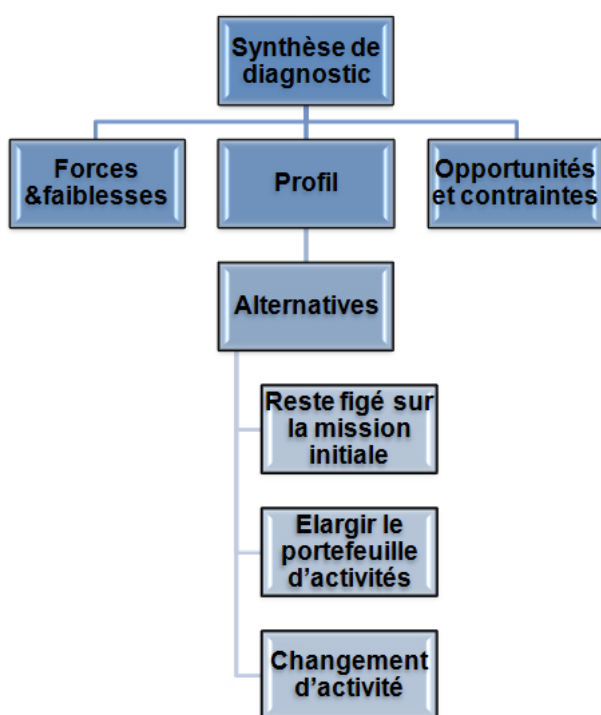 Synthèse de
diagnostic
Forces
&faiblesses
Profil
Opportunités
et contraintes
Alternatives
Reste figé sur
la mission
initiale
Elargir le
portefeuille
d'activités
Changement
d'activité